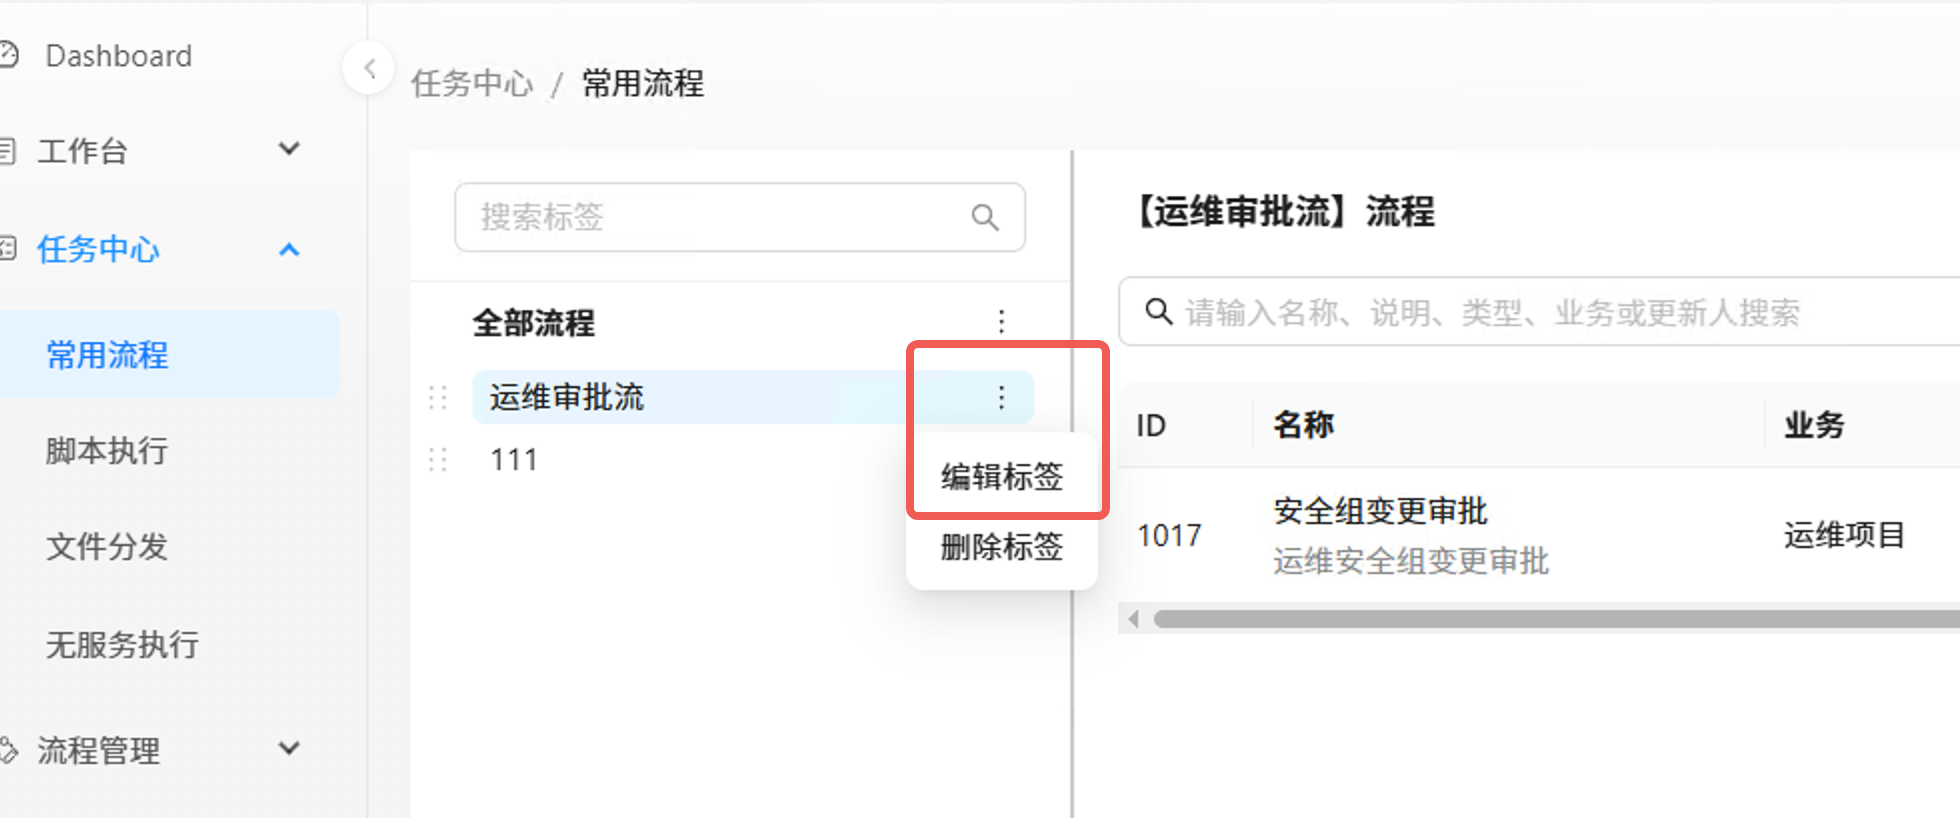 Dashboard
工作台
任务中心
常用流程
脚本执行
文件分发
无服务执行
流程管理
任务中心 / 常用流程
搜索标签
全部流程
运维审批流
111
编辑标签
删除标签
【运维审批流】流程
请输入名称、说明、类型、业务或更新人搜索
ID 名称 业务
1017 安全组变更审批 运维项目
运维安全组变更审批